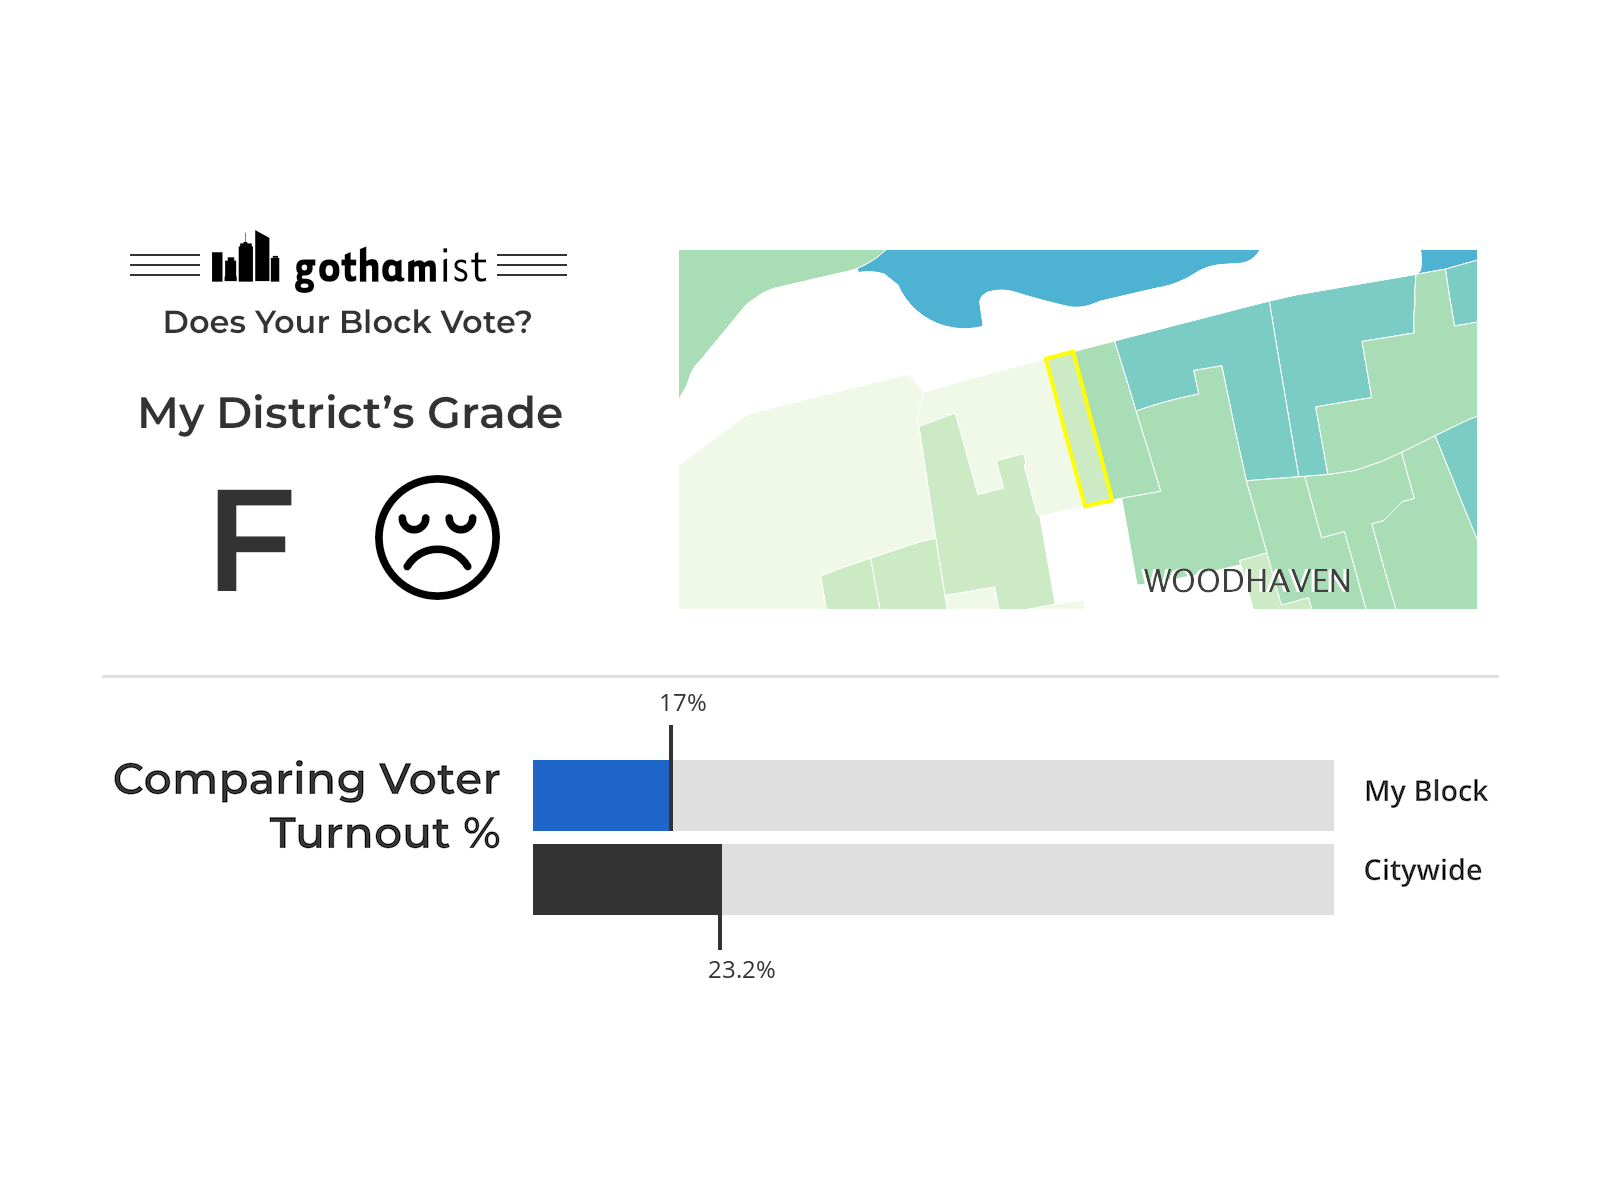 gothamist
Does Your Block Vote?
My District’s Grade
F
WOODHAVEN
17%
Comparing Voter
Turnout %
My Block
Citywide
23.2%